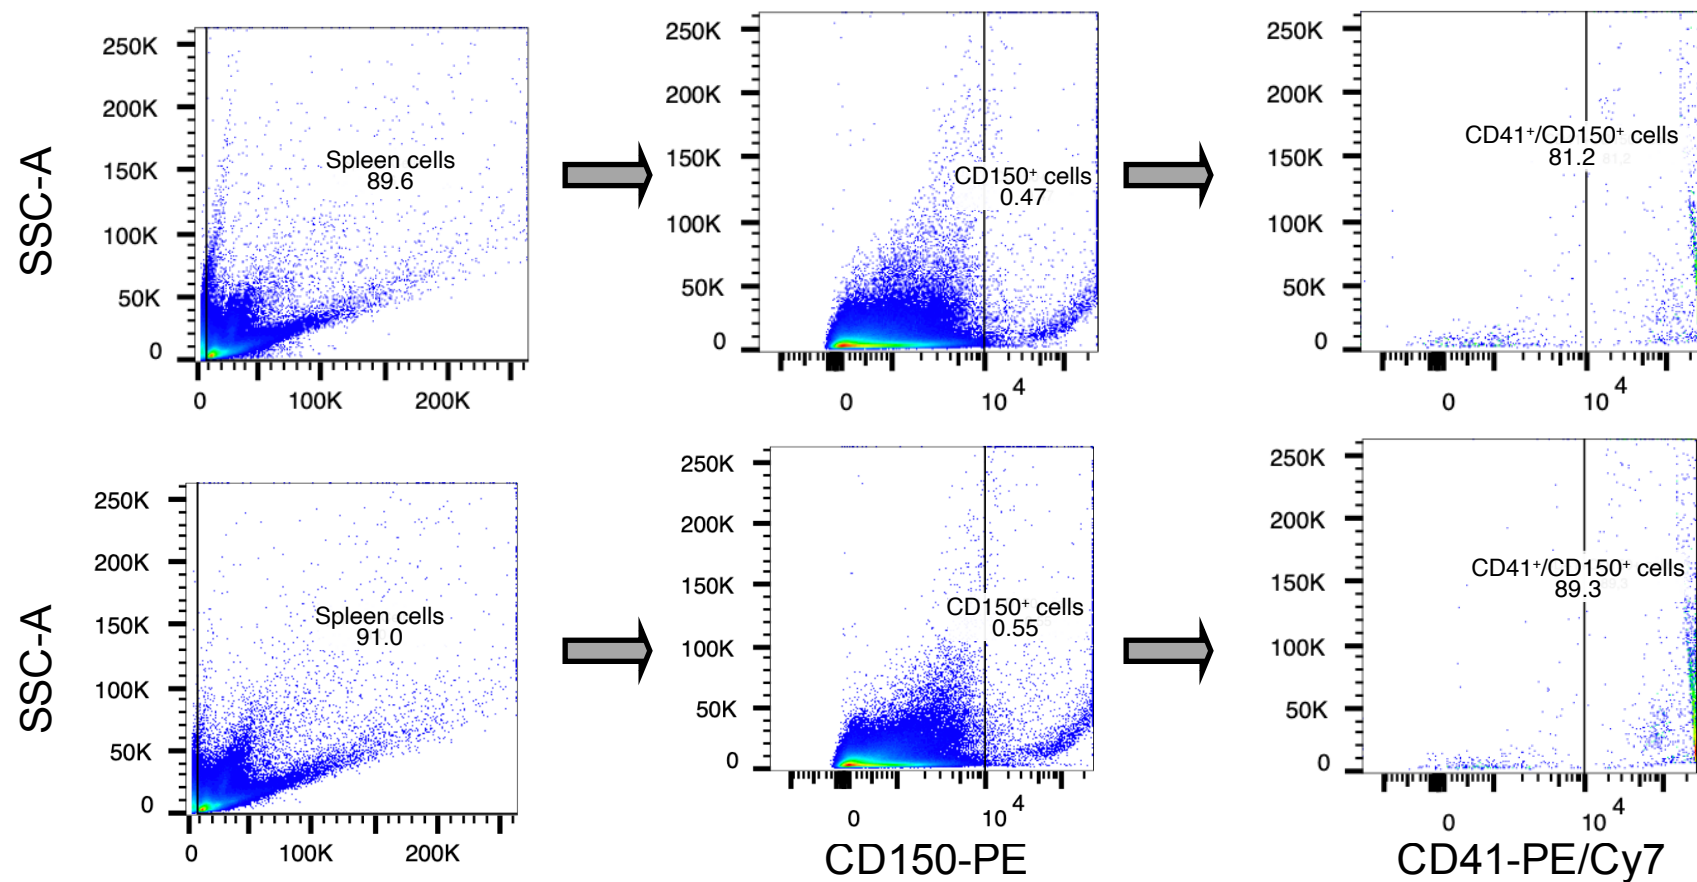 SSC-A
250K
200K
150K
100K
50K
0
Spleen cells
89.6
0 100K 200K
250K
200K
150K
100K
50K
0
CD150⁺ cells
0.47
0 10⁴
250K
200K
150K
100K
50K
0
CD41⁺/CD150⁺ cells
81.2
81.2
0 10⁴
SSC-A
250K
200K
150K
100K
50K
0
Spleen cells
91.0
0 100K 200K
250K
200K
150K
100K
50K
0
CD150⁺ cells
0.55
0 10⁴
CD150-PE
250K
200K
150K
100K
50K
0
CD41⁺/CD150⁺ cells
89.3
0 10⁴
CD41-PE/Cy7